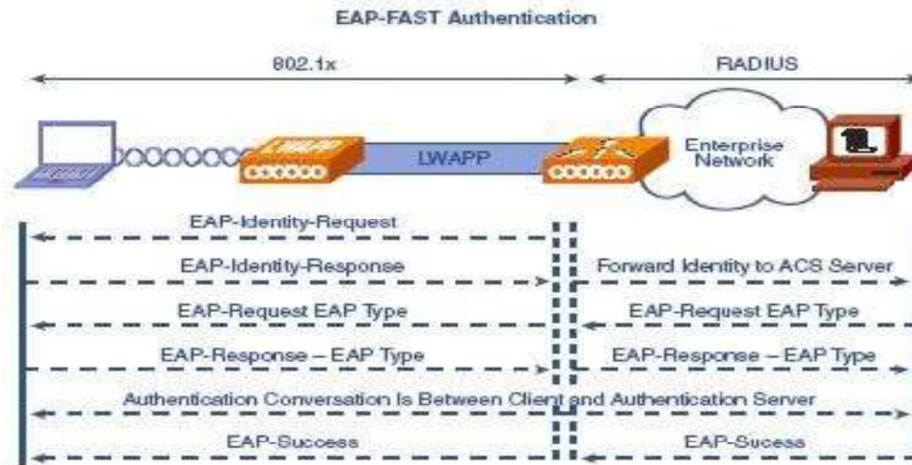 EAP-FAST Authentication
802.1x RADIUS
LWAPP LWAPP Enterprise
Network
EAP-Identity-Request
EAP-Identity-Response Forward Identity to ACS Server
EAP-Request EAP Type EAP-Request EAP Type
EAP-Response – EAP Type EAP-Response – EAP Type
Authentication Conversation Is Between Client and Authentication Server
EAP-Success EAP-Sucess